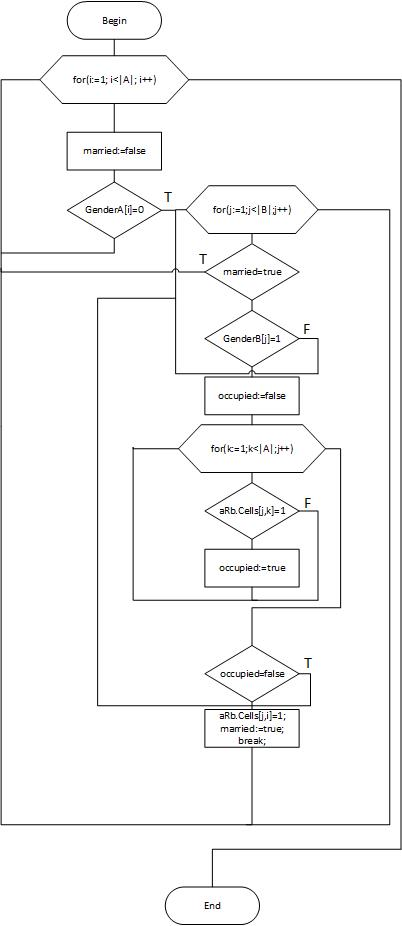 Begin
for(i:=1; i<|A|; i++)
married:=false
GenderA[i]=0
T
for(j:=1;j<|B|;j++)
T
married=true
GenderB[j]=1
F
occupied:=false
for(k:=1;k<|A|;j++)
aRb.Cells[j,k]=1
F
occupied:=true
occupied=false
T
aRb.Cells[j,i]=1;
married:=true;
break;
End